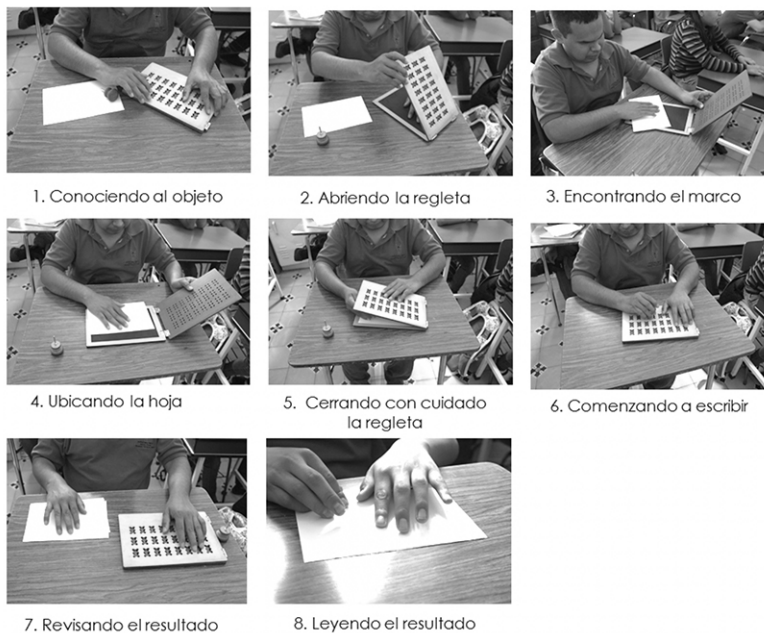 1. Conociendo al objeto
2. Abriendo la regleta
3. Encontrando el marco
4. Ubicando la hoja
5. Cerrando con cuidado
la regleta
6. Comenzando a escribir
7. Revisando el resultado
8. Leyendo el resultado